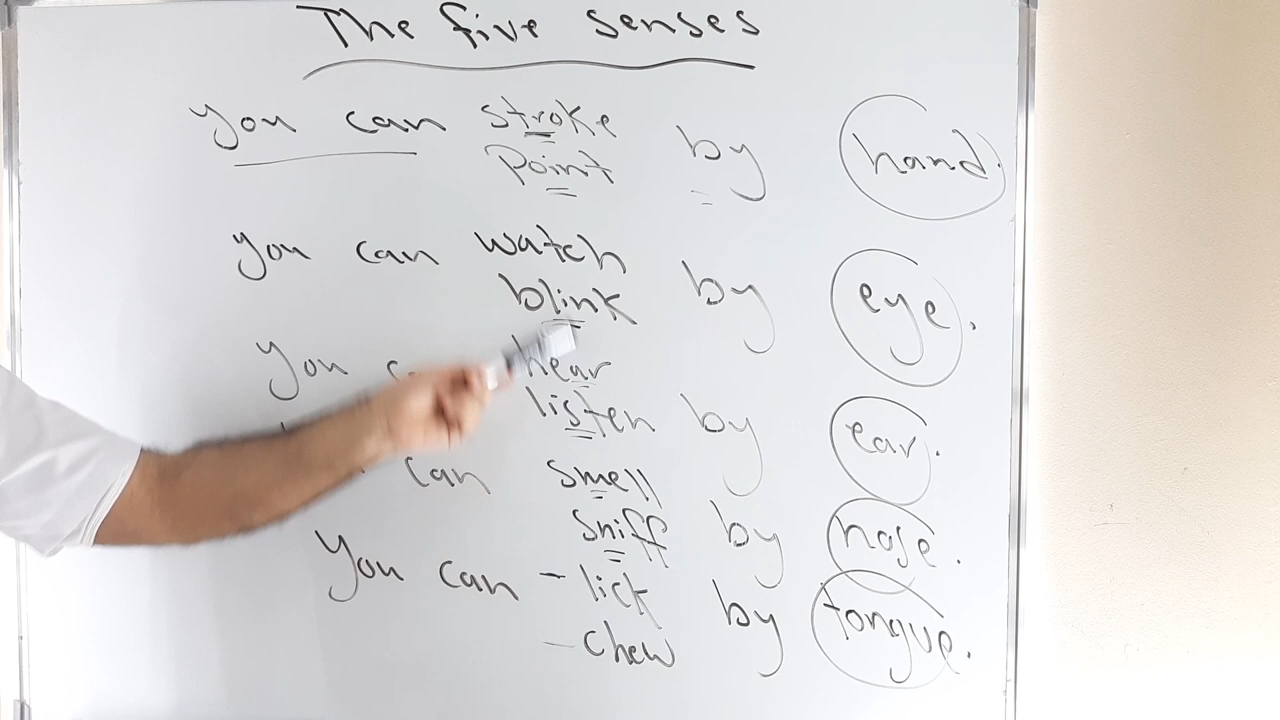 The five senses
you can stroke
point by hand.
you can watch
blink by eye.
you hear
listen by ear.
can smell
sniff by nose.
you can - lick
- chew by tongue.